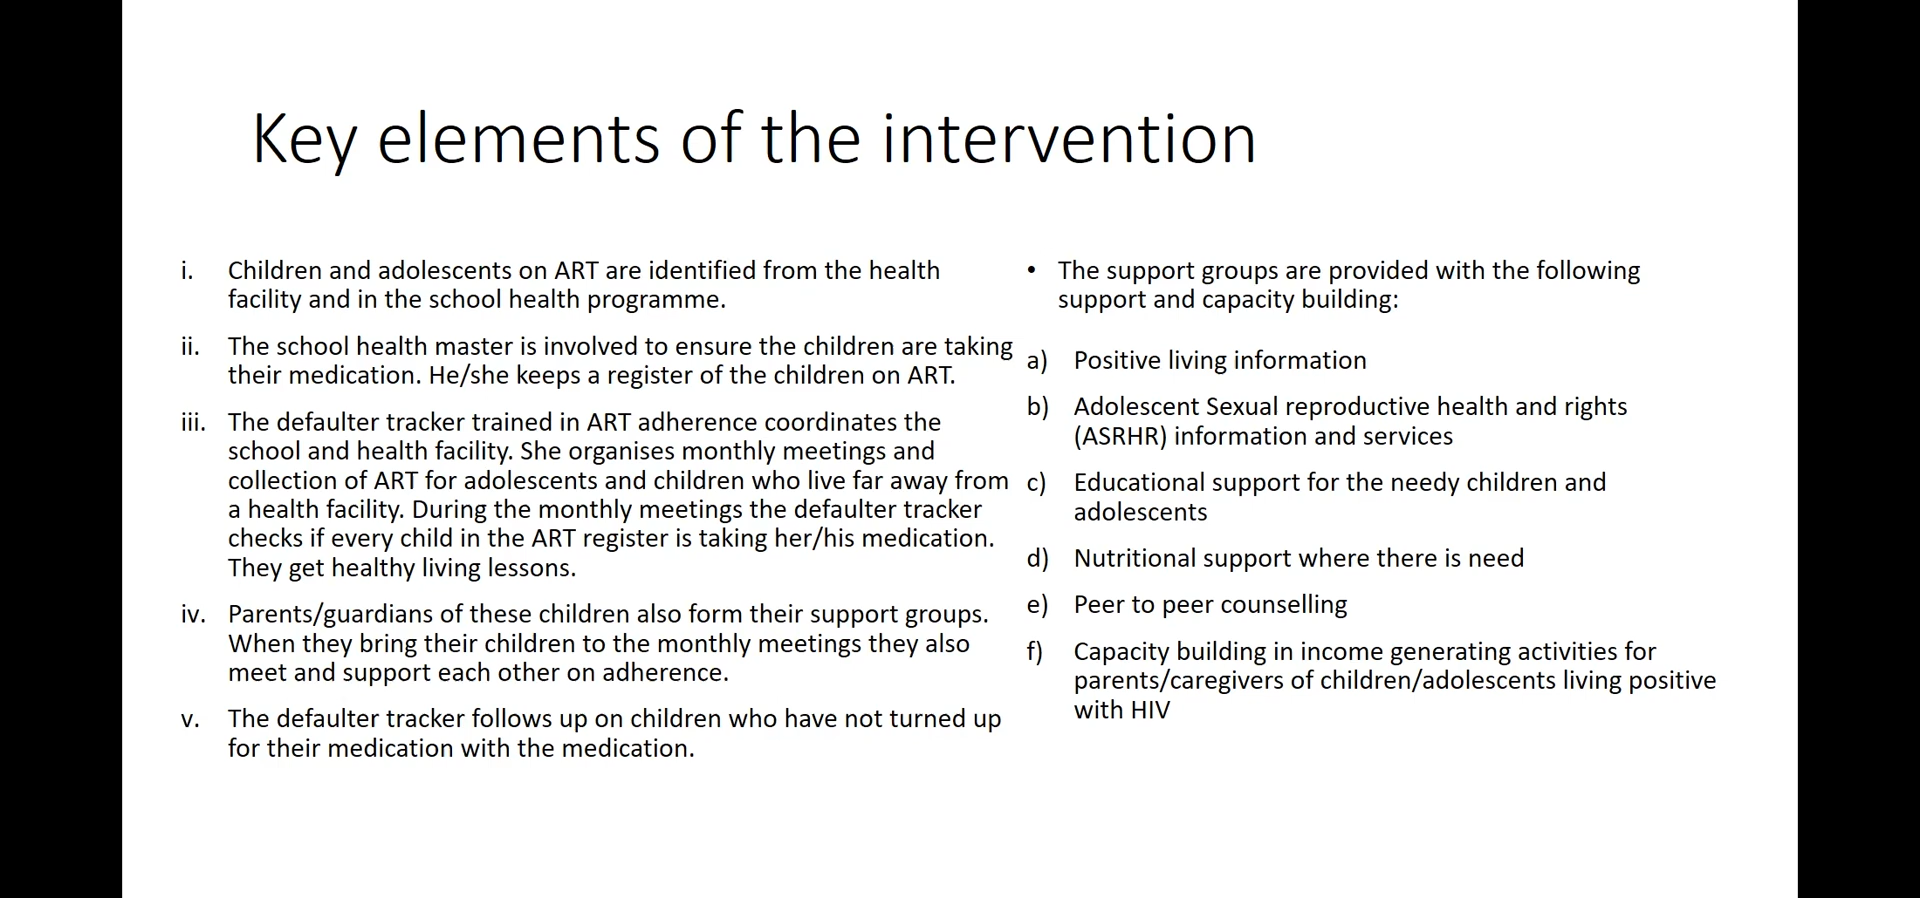 Key elements of the intervention
i. Children and adolescents on ART are identified from the health
facility and in the school health programme.
ii. The school health master is involved to ensure the children are taking
their medication. He/she keeps a register of the children on ART.
iii. The defaulter tracker trained in ART adherence coordinates the
school and health facility. She organises monthly meetings and
collection of ART for adolescents and children who live far away from
a health facility. During the monthly meetings the defaulter tracker
checks if every child in the ART register is taking her/his medication.
They get healthy living lessons.
iv. Parents/guardians of these children also form their support groups.
When they bring their children to the monthly meetings they also
meet and support each other on adherence.
v. The defaulter tracker follows up on children who have not turned up
for their medication with the medication.
• The support groups are provided with the following
support and capacity building:
a) Positive living information
b) Adolescent Sexual reproductive health and rights
(ASRHR) information and services
c) Educational support for the needy children and
adolescents
d) Nutritional support where there is need
e) Peer to peer counselling
f) Capacity building in income generating activities for
parents/caregivers of children/adolescents living positive
with HIV